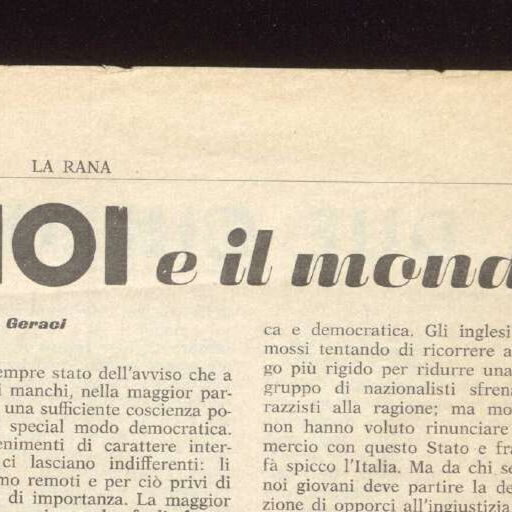 LA RANA
NOI e il mond
Geraci
empre stato dell'avviso che a
i manchi, nella maggior par-
una sufficiente coscienza po-
special modo democratica.
enimenti di carattere inter-
ci lasciano indifferenti: li
mo remoti e per ciò privi di
di importanza. La maggior
ca e democratica. Gli inglesi
mossi tentando di ricorrere a
go più rigido per ridurre una
gruppo di nazionalisti sfrena
razzisti alla ragione; ma mo
non hanno voluto rinunciare
mercio con questo Stato e fra
fà spicco l'Italia. Ma da chi se
noi giovani deve partire la de
zione di opporci all'ingiustizia